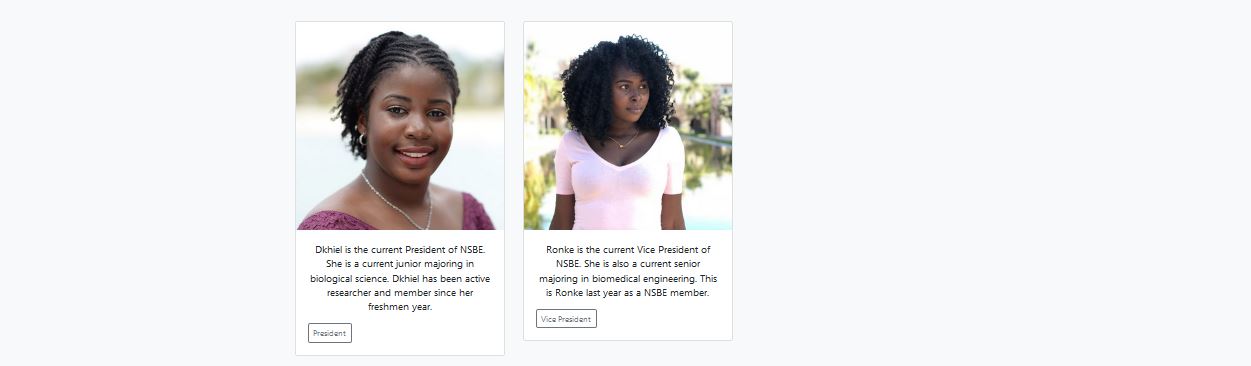 Dkhiel is the current President of NSBE.
She is a current junior majoring in
biological science. Dkhiel has been active
researcher and member since her
freshmen year.
President
Ronke is the current Vice President of
NSBE. She is also a current senior
majoring in biomedical engineering. This
is Ronke last year as a NSBE member.
Vice President